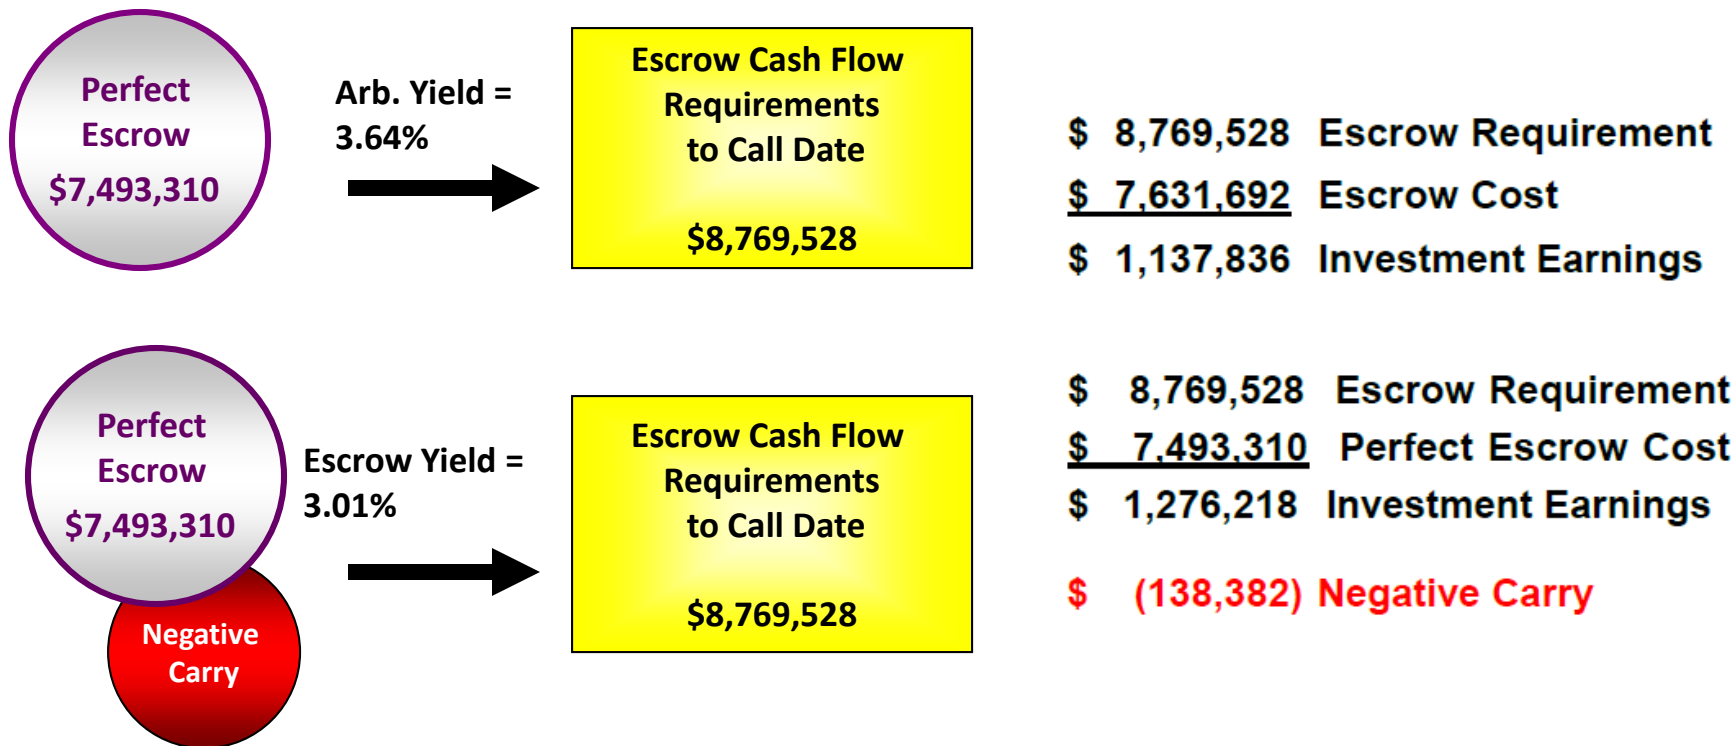 Perfect
Escrow
$7,493,310
Arb. Yield =
3.64%
Escrow Cash Flow
Requirements
to Call Date
$8,769,528
$ 8,769,528 Escrow Requirement
$ 7,631,692 Escrow Cost
$ 1,137,836 Investment Earnings
Perfect
Escrow
$7,493,310
Negative
Carry
Escrow Yield =
3.01%
Escrow Cash Flow
Requirements
to Call Date
$8,769,528
$ 8,769,528 Escrow Requirement
$ 7,493,310 Perfect Escrow Cost
$ 1,276,218 Investment Earnings
$ (138,382) Negative Carry